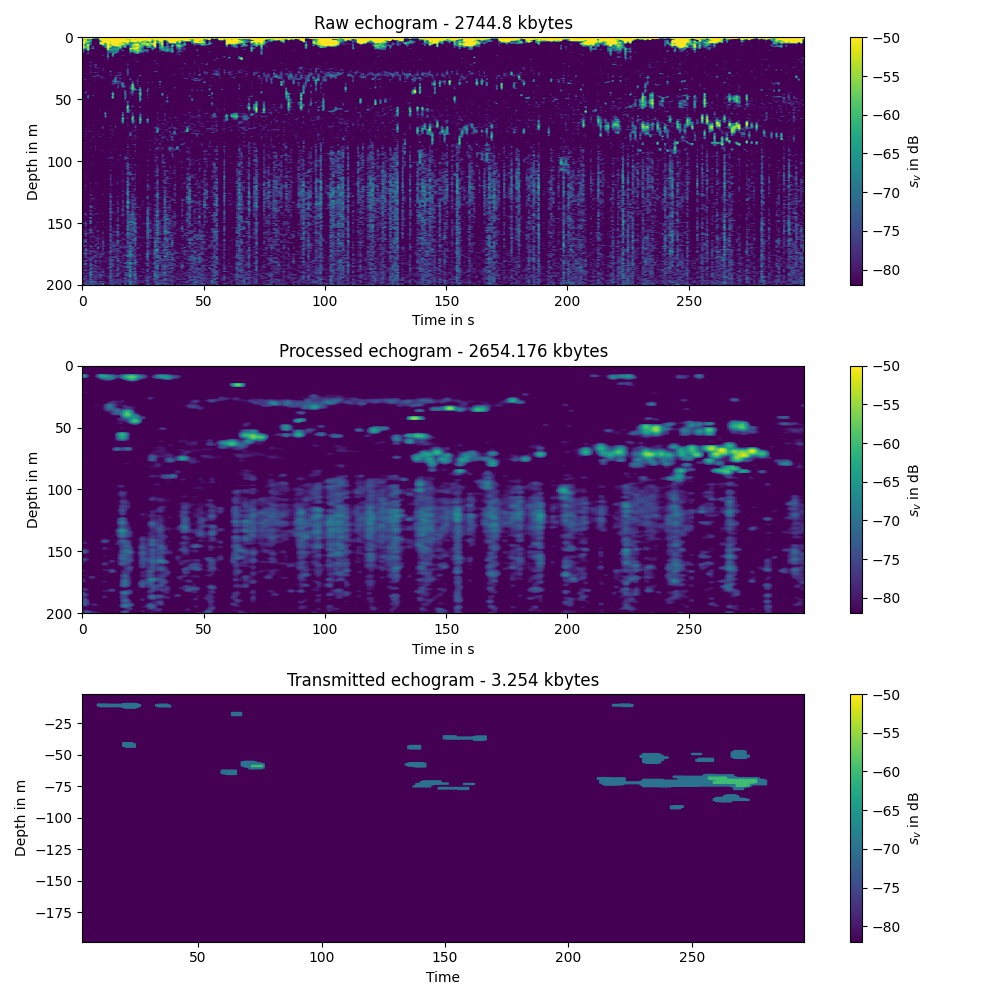 Raw echogram - 2744.8 kbytes
0
50
100
150
200
Depth in m
0 50 100 150 200 250
Time in s
−50
−55
−60
−65
−70
−75
−80
sv in dB
Processed echogram - 2654.176 kbytes
0
50
100
150
200
Depth in m
0 50 100 150 200 250
Time in s
−50
−55
−60
−65
−70
−75
−80
sv in dB
Transmitted echogram - 3.254 kbytes
−25
−50
−75
−100
−125
−150
−175
Depth in m
50 100 150 200 250
Time
−50
−55
−60
−65
−70
−75
−80
sv in dB